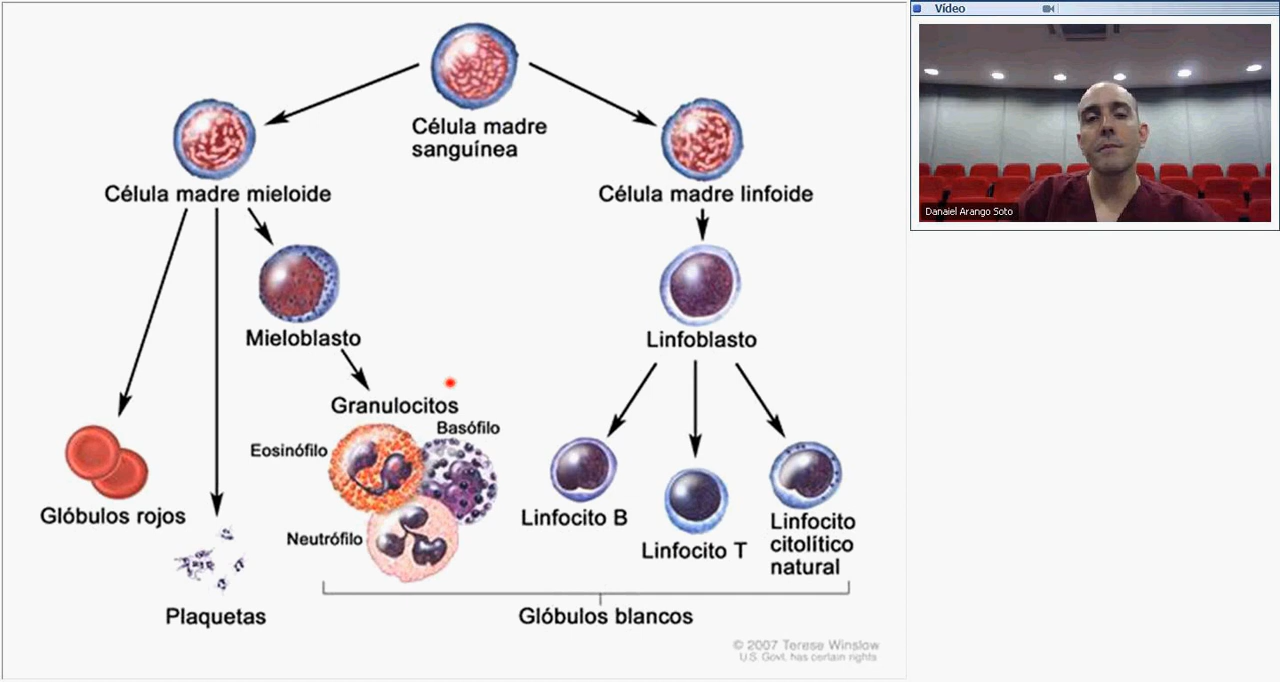 Vídeo
Danaiel Arango Soto
Célula madre
sanguínea
Célula madre mieloide
Célula madre linfoide
Mieloblasto
Linfoblasto
Granulocitos
Basófilo
Eosinófilo
Neutrófilo
Glóbulos rojos
Plaquetas
Linfocito B
Linfocito T
Linfocito
citolítico
natural
Glóbulos blancos
© 2007 Terese Winslow
U.S. Govt. has certain rights